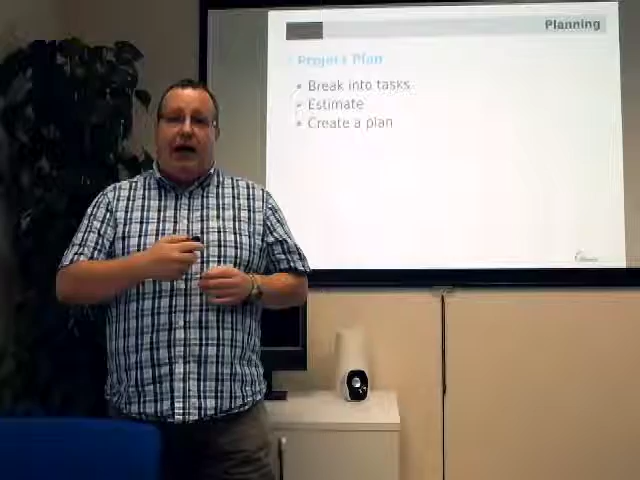 Planning
Project Plan
Break into tasks
Estimate
Create a plan